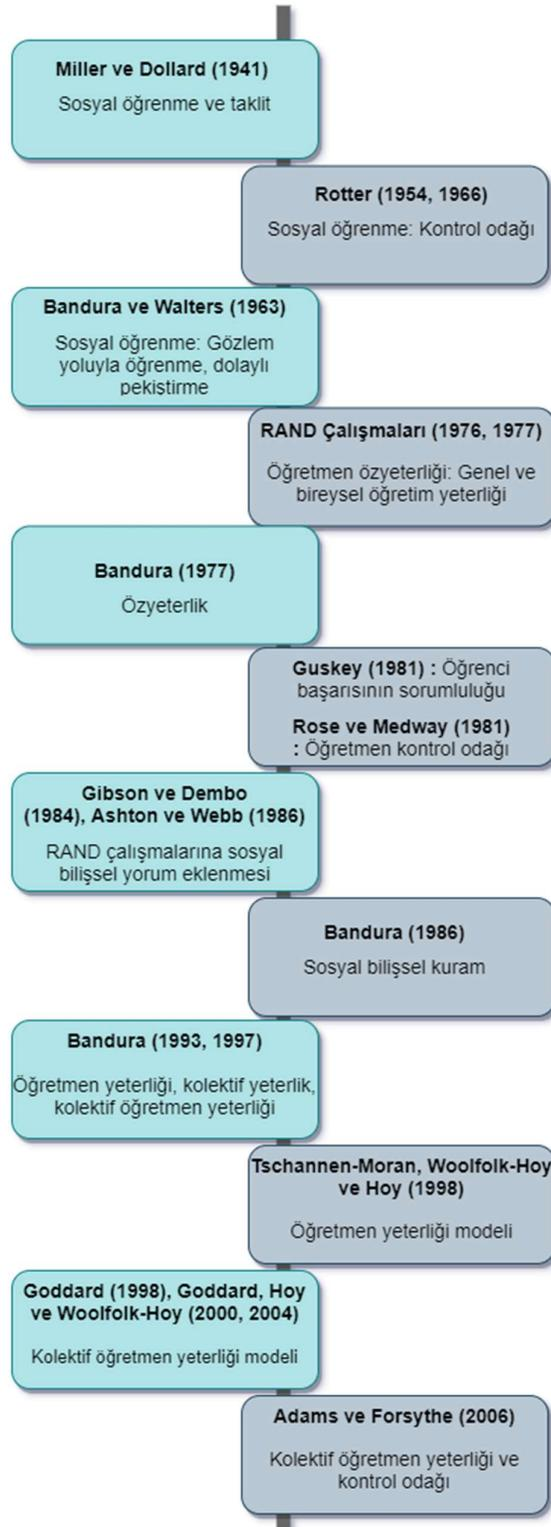 Miller ve Dollard (1941)
Sosyal öğrenme ve taklit
Rotter (1954, 1966)
Sosyal öğrenme: Kontrol odağı
Bandura ve Walters (1963)
Sosyal öğrenme: Gözlem
yoluyla öğrenme, dolaylı
pekiştirme
RAND Çalışmaları (1976, 1977)
Öğretmen özyeterliği: Genel ve
bireysel öğretim yeterliği
Bandura (1977)
Özyeterlik
Guskey (1981) : Öğrenci
başarısının sorumluluğu
Rose ve Medway (1981)
: Öğretmen kontrol odağı
Gibson ve Dembo
(1984), Ashton ve Webb (1986)
RAND çalışmalarına sosyal
bilişsel yorum eklenmesi
Bandura (1986)
Sosyal bilişsel kuram
Bandura (1993, 1997)
Öğretmen yeterliği, kolektif yeterlik,
kolektif öğretmen yeterliği
Tschannen-Moran, Woolfolk-Hoy
ve Hoy (1998)
Öğretmen yeterliği modeli
Goddard (1998), Goddard, Hoy
ve Woolfolk-Hoy (2000, 2004)
Kolektif öğretmen yeterliği modeli
Adams ve Forsythe (2006)
Kolektif öğretmen yeterliği ve
kontrol odağı